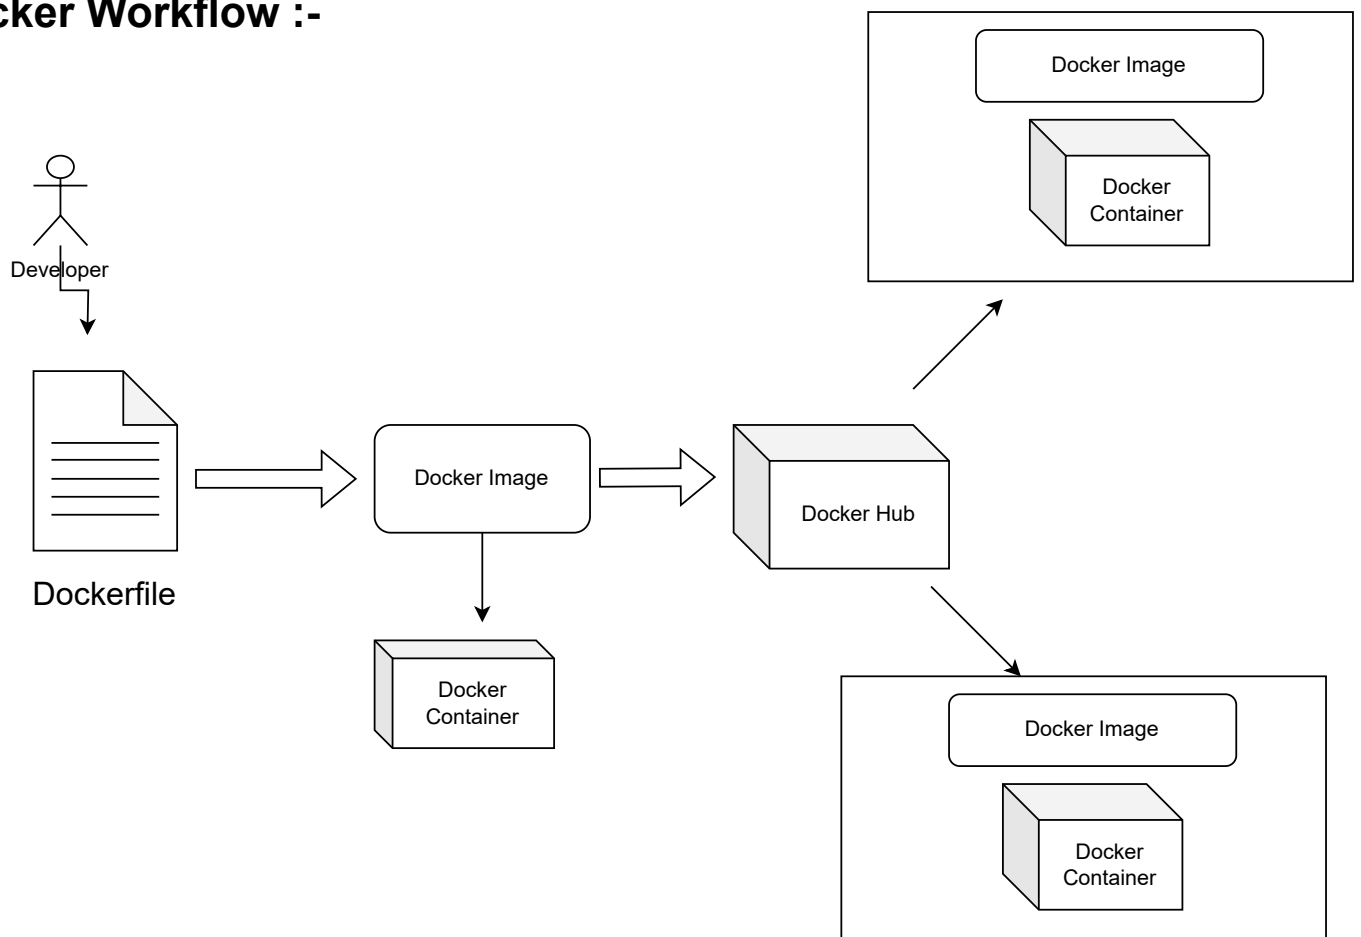 cker Workflow :-
Docker Image
Docker
Container
Developer
Docker Image
Docker Hub
Dockerfile
Docker
Container
Docker Image
Docker
Container